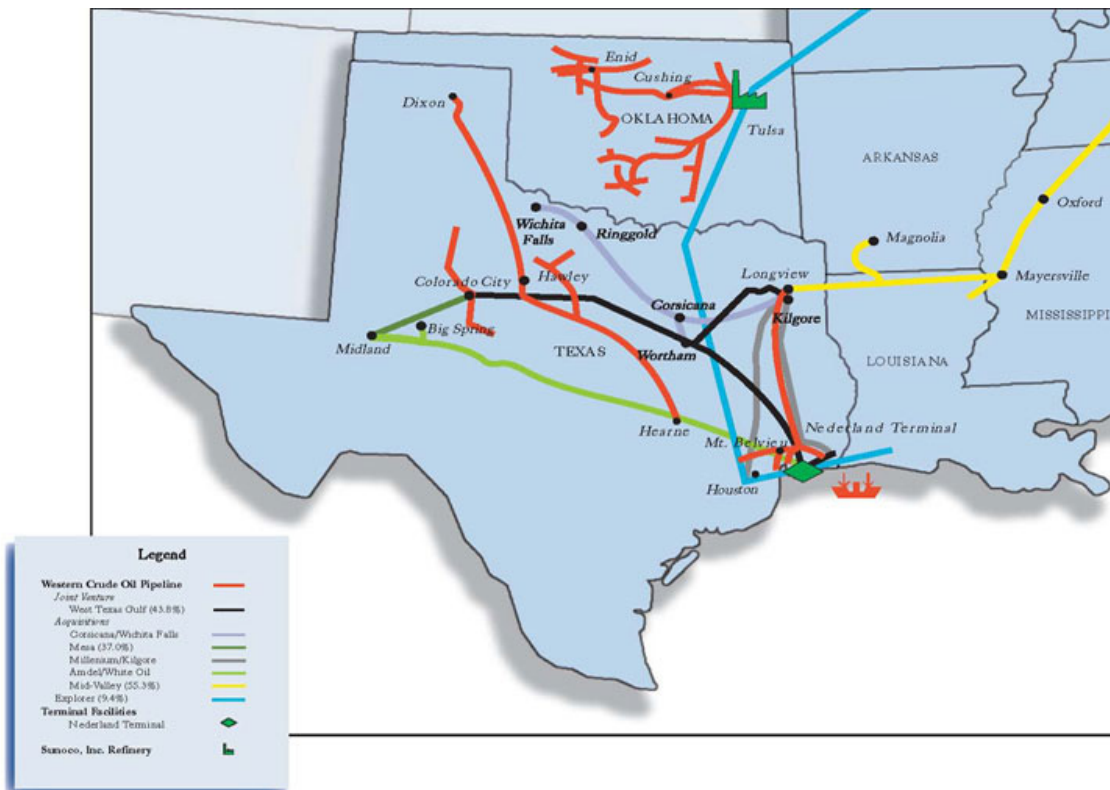 Enid
Cushing
Dixon
OKLAHOMA
Tulsa
ARKANSAS
Oxford
Wichita
Falls
Ringgold
Magnolia
Hawley
Longview
Mayersville
Colorado City
Corsicana
Kilgore
MISSISSIPPI
Big Spring
Midland
TEXAS
Wortham
LOUISIANA
Hearne
Mt. Belvieu
Nederland Terminal
Houston
Legend
Western Crude Oil Pipeline
Joint Venture
West Texas Gulf (43.8%)
Acquisitions
Corsicana/Wichita Falls
Mesa (37.0%)
Millenium/Kilgore
Amdel/White Oil
Mid-Valley (55.3%)
Explorer (9.4%)
Terminal Facilities
Nederland Terminal
Sunoco, Inc. Refinery